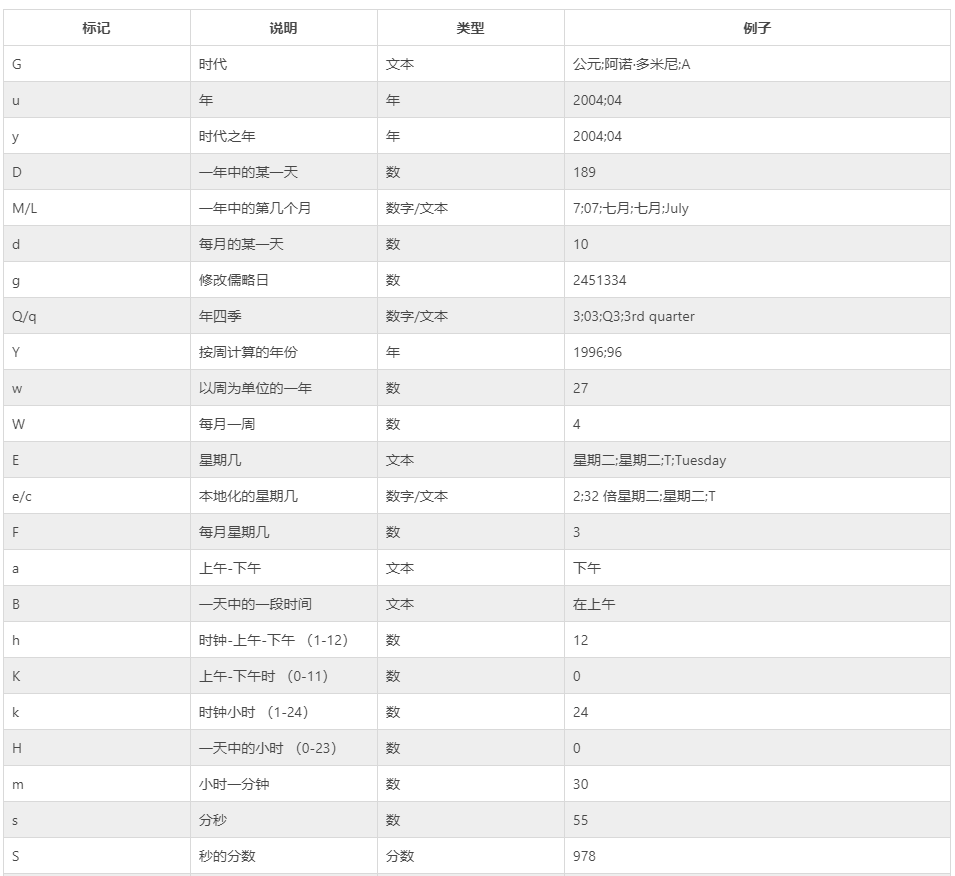 标记 说明 类型 例子
G 时代 文本 公元;阿诺·多米尼;A
u 年 年 2004;04
y 时代之年 年 2004;04
D 一年中的某一天 数 189
M/L 一年中的第几个月 数字/文本 7;07;七月;七月;July
d 每月的某一天 数 10
g 修改儒略日 数 2451334
Q/q 年四季 数字/文本 3;03;Q3;3rd quarter
Y 按周计算的年份 年 1996;96
w 以周为单位的一年 数 27
W 每月一周 数 4
E 星期几 文本 星期二;星期二;T;Tuesday
e/c 本地化的星期几 数字/文本 2;32 倍星期二;星期二;T
F 每月星期几 数 3
a 上午-下午 文本 下午
B 一天中的一段时间 文本 在上午
h 时钟-上午-下午 （1-12） 数 12
K 上午-下午时 （0-11） 数 0
k 时钟小时 （1-24） 数 24
H 一天中的小时 （0-23） 数 0
m 小时一分钟 数 30
s 分秒 数 55
S 秒的分数 分数 978